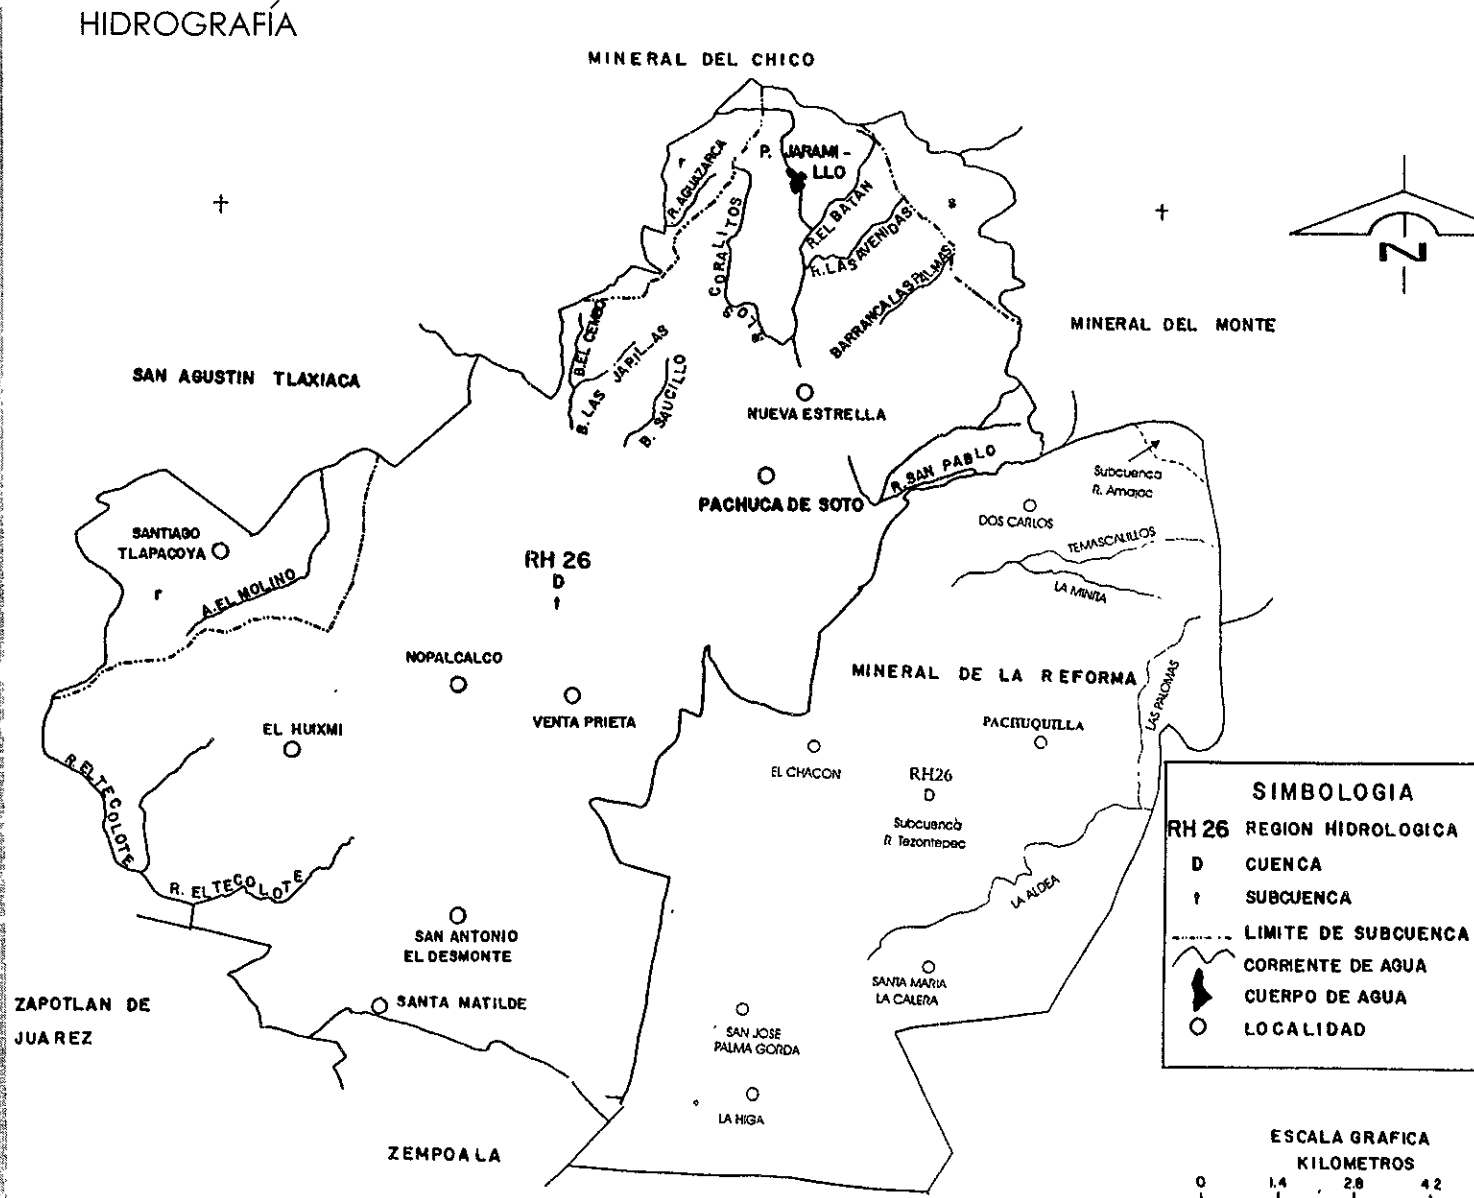 HIDROGRAFÍA
MINERAL DEL CHICO
R. AGUAZARCA
P. JARAMI-
LLO
CORALITOS
SOLIS
R. EL BATAN
R. LAS AVENIDAS
BARRANCA LAS PALMAS
N
MINERAL DEL MONTE
SAN AGUSTIN TLAXIACA
B. EL CEMBO
B. LAS JARILLAS
B. SAUCILLO
NUEVA ESTRELLA
PACHUCA DE SOTO
R. SAN PABLO
Subcuenca
R. Amajac
DOS CARLOS
TEMASCALILLOS
LA MINITA
SANTIAGO
TLAPACOYA
r
A. EL MOLINO
RH 26
D
t
NOPALCALCO
VENTA PRIETA
EL HUIXMI
MINERAL DE LA REFORMA
LAS PALOMAS
PACHUQUILLA
EL CHACON
RH26
D
Subcuenca
R. Tezontepec
R. EL TECOLOTE
R. EL TECOLOTE
LA ALDEA
SAN ANTONIO
EL DESMONTE
SANTA MATILDE
SANTA MARIA
LA CALERA
SAN JOSE
PALMA GORDA
LA HIGA
ZAPOTLAN DE
JUAREZ
ZEMPOALA
SIMBOLOGIA
RH 26 REGION HIDROLOGICA
D CUENCA
t SUBCUENCA
LIMITE DE SUBCUENCA
CORRIENTE DE AGUA
CUERPO DE AGUA
LOCALIDAD
ESCALA GRAFICA
KILOMETROS
0 1.4 2.8 4.2